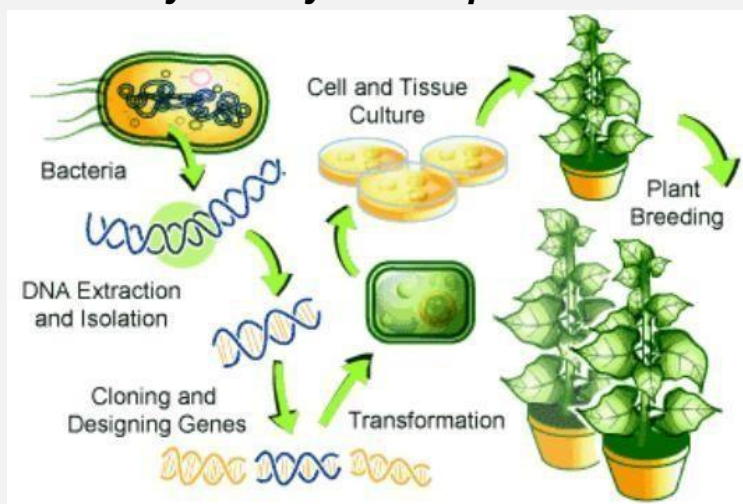 Bacteria
DNA Extraction
and Isolation
Cloning and
Designing Genes
Transformation
Cell and Tissue
Culture
Plant
Breeding